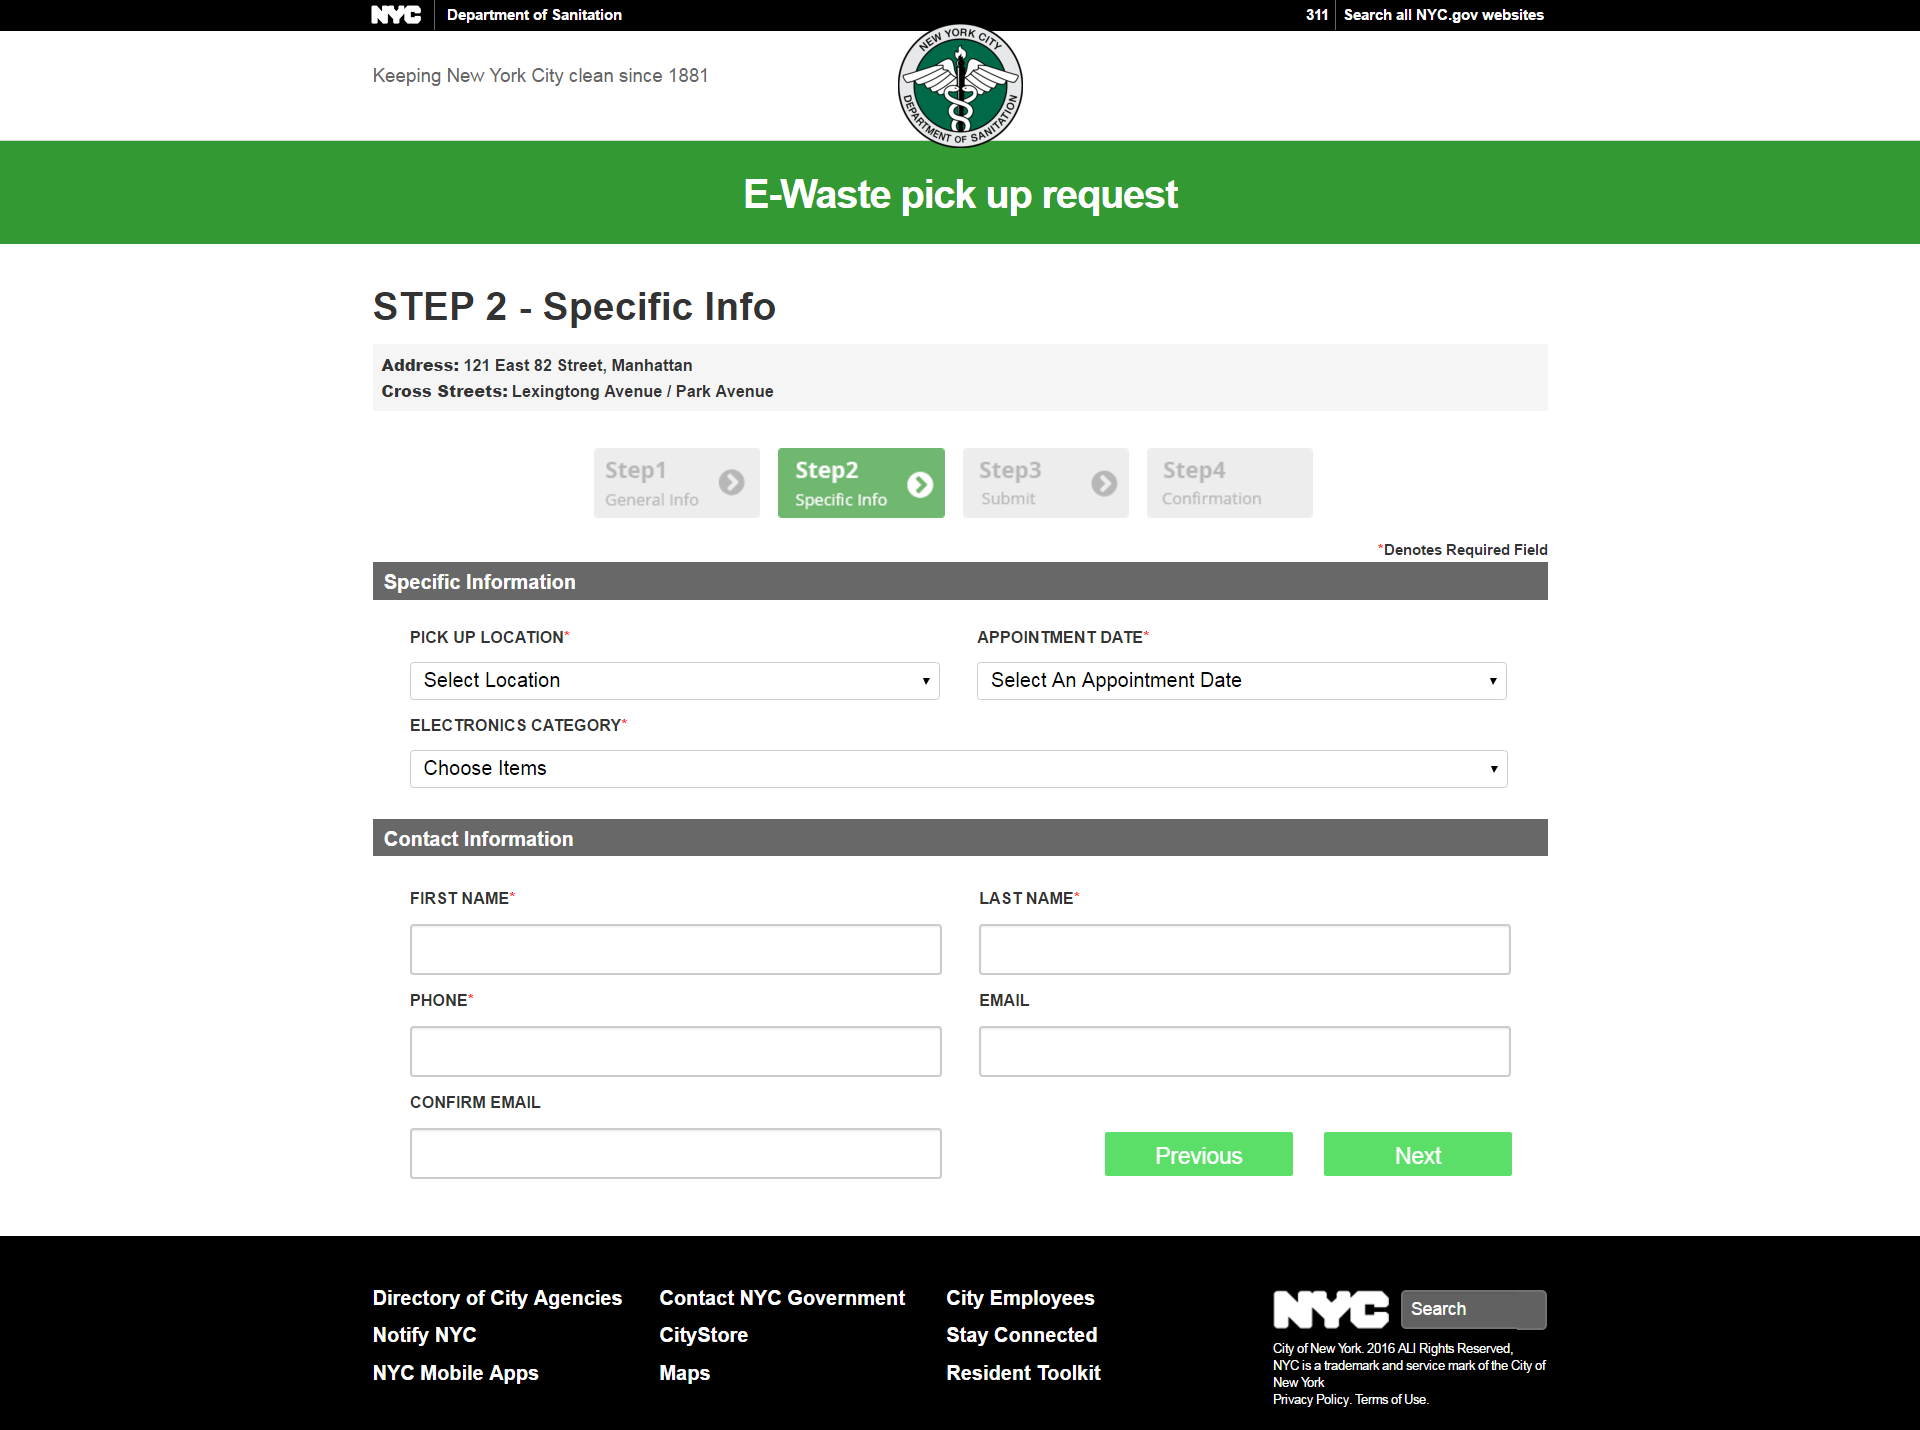 NYC Department of Sanitation 311 Search all NYC.gov websites
Keeping New York City clean since 1881
NEW YORK CITY
DEPARTMENT OF SANITATION
E-Waste pick up request
STEP 2 - Specific Info
Address: 121 East 82 Street, Manhattan
Cross Streets: Lexingtong Avenue / Park Avenue
Step1 Step2 Step3 Step4
General Info Specific Info Submit Confirmation
*Denotes Required Field
Specific Information
PICK UP LOCATION* APPOINTMENT DATE*
Select Location Select An Appointment Date
ELECTRONICS CATEGORY*
Choose Items
Contact Information
FIRST NAME* LAST NAME*
PHONE* EMAIL
CONFIRM EMAIL
Previous Next
Directory of City Agencies Contact NYC Government City Employees NYC Search
Notify NYC CityStore Stay Connected
NYC Mobile Apps Maps Resident Toolkit
City of New York. 2016 ALI Rights Reserved,
NYC is a trademark and service mark of the City of
New York
Privacy Policy. Terms of Use.